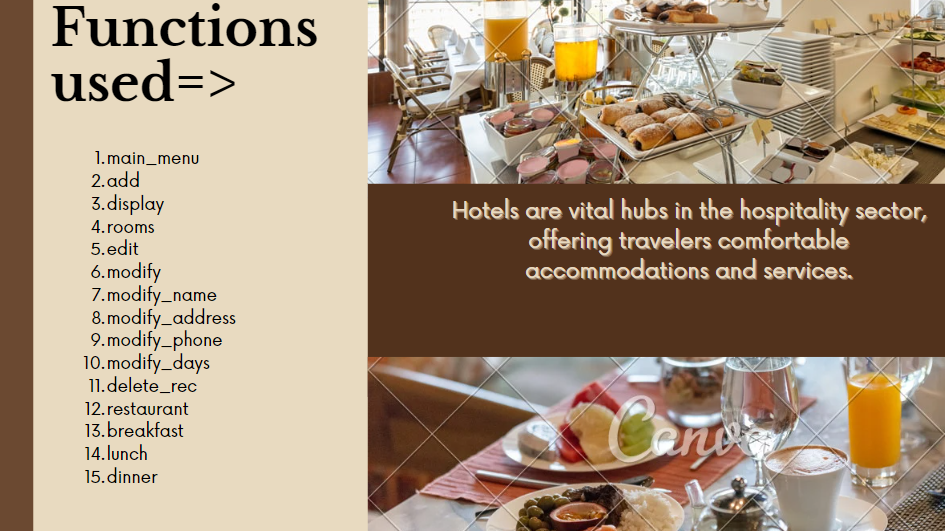 Functions
used=>
1. main_menu
2. add
3. display
4. rooms
5. edit
6. modify
7. modify_name
8. modify_address
9. modify_phone
10. modify_days
11. delete_rec
12. restaurant
13. breakfast
14. lunch
15. dinner
Hotels are vital hubs in the hospitality sector,
offering travelers comfortable
accommodations and services.
Canva